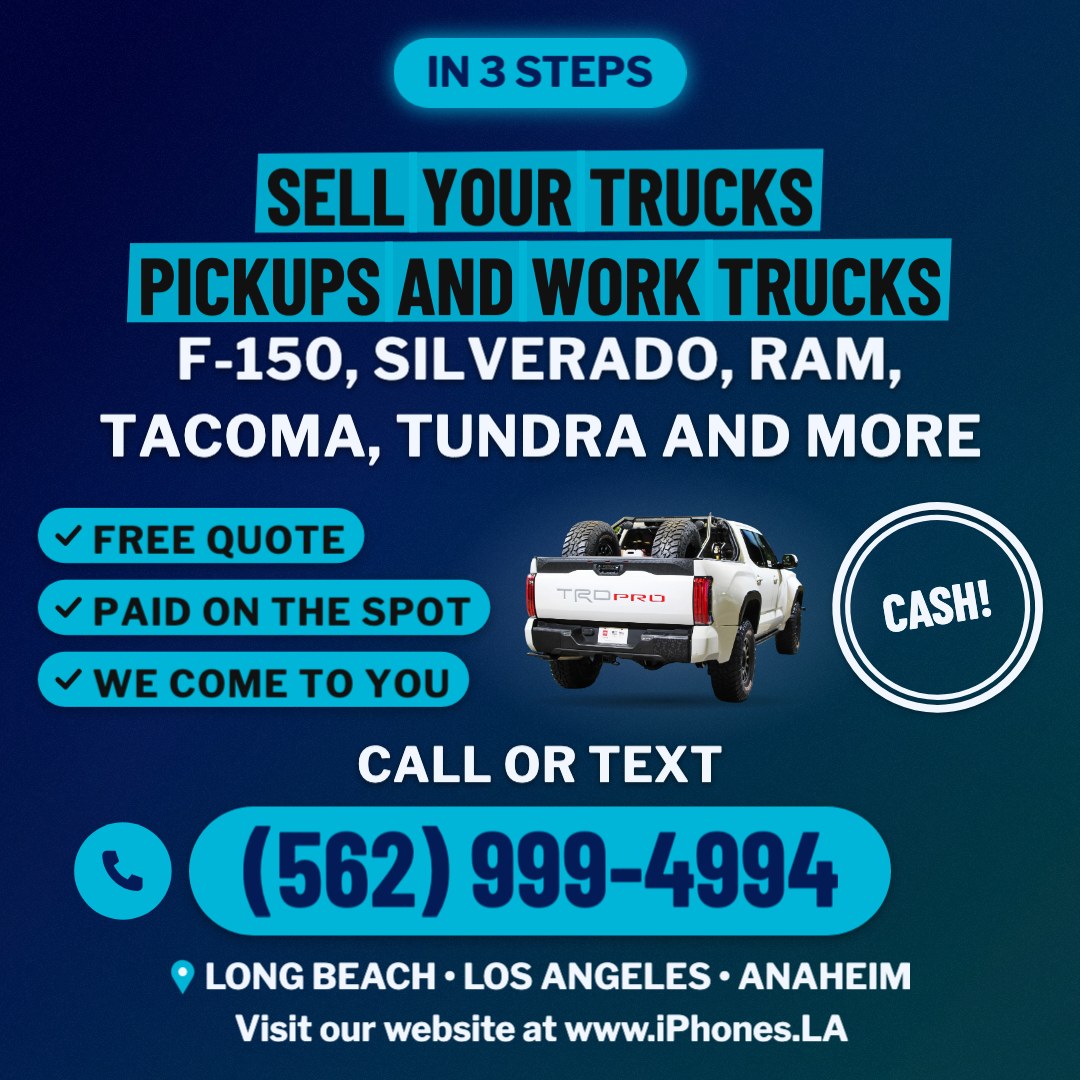 IN 3 STEPS
SELL YOUR TRUCKS
PICKUPS AND WORK TRUCKS
F-150, SILVERADO, RAM,
TACOMA, TUNDRA AND MORE
FREE QUOTE
PAID ON THE SPOT
WE COME TO YOU
TRD PRO
CASH!
CALL OR TEXT
(562) 999-4994
LONG BEACH • LOS ANGELES • ANAHEIM
Visit our website at www.iPhones.LA